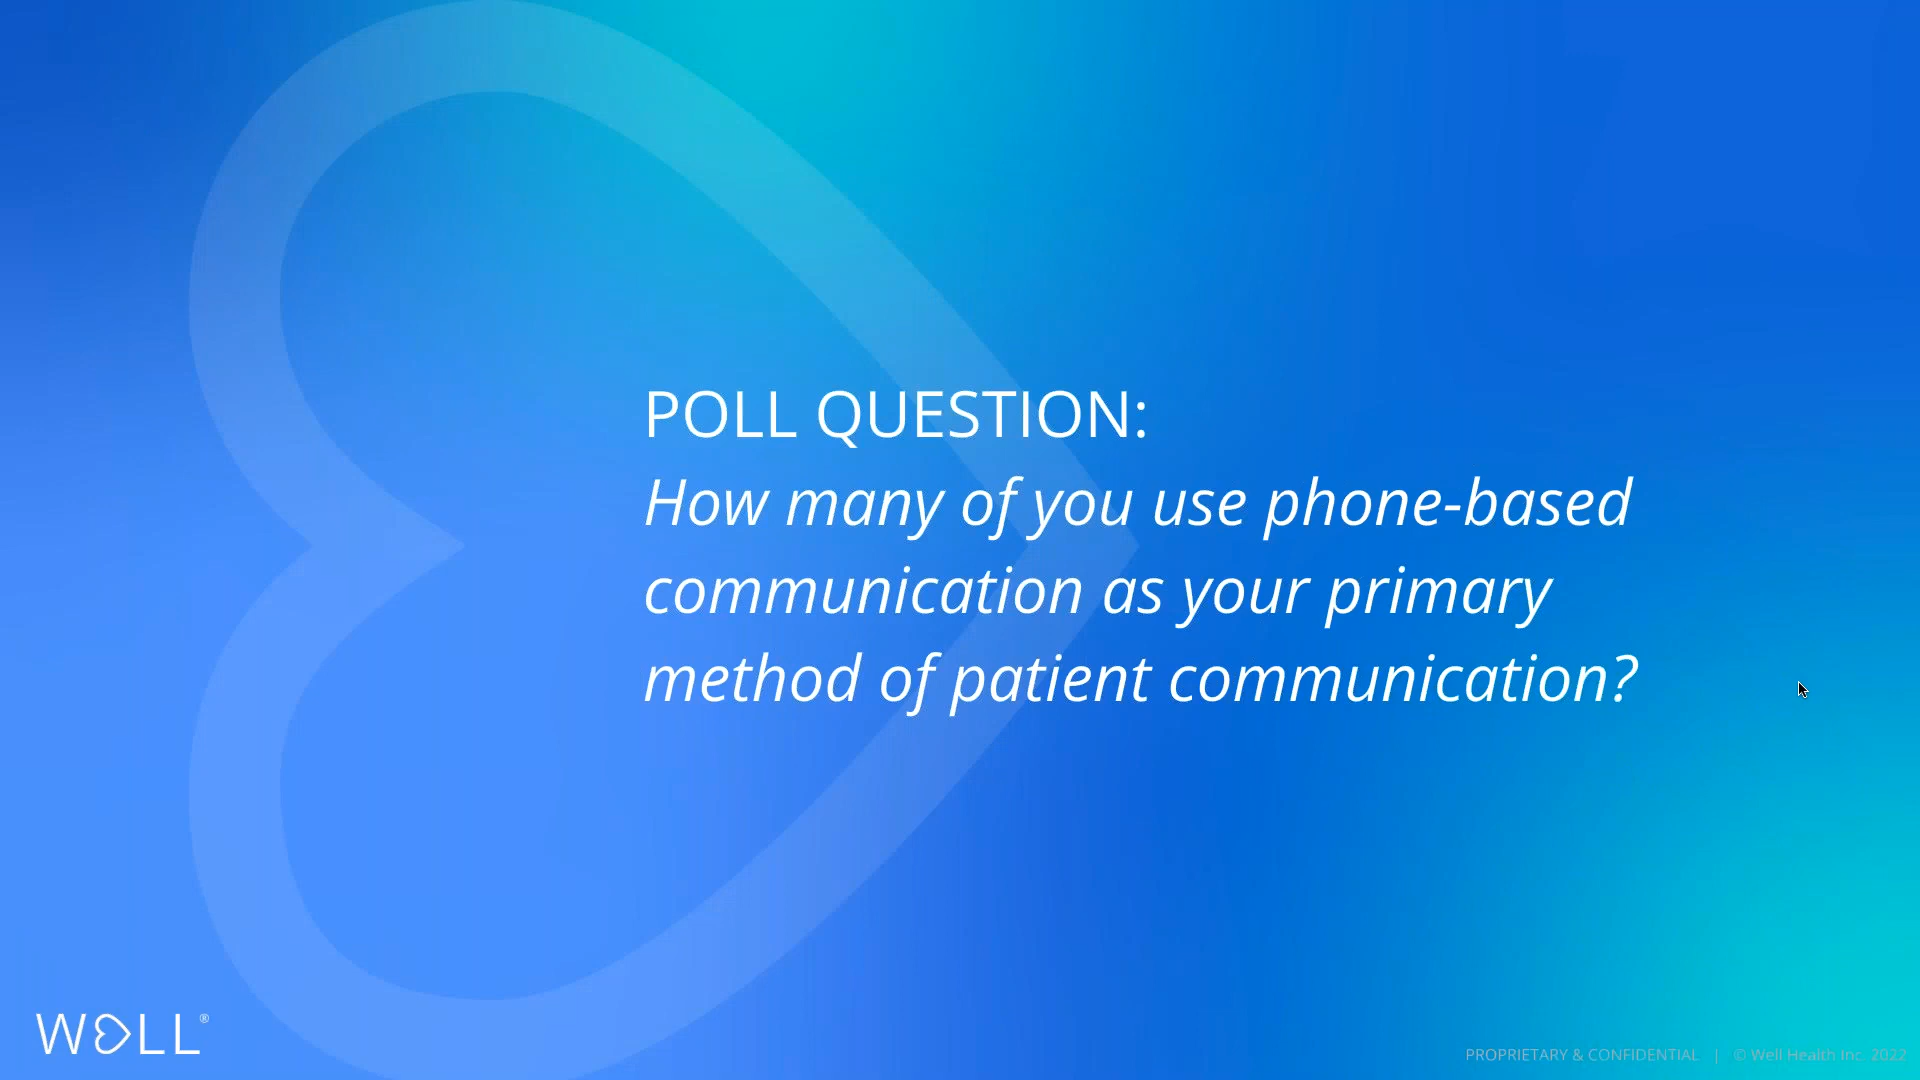 POLL QUESTION:
How many of you use phone-based
communication as your primary
method of patient communication?
WELL®
PROPRIETARY & CONFIDENTIAL | © Well Health Inc. 2022